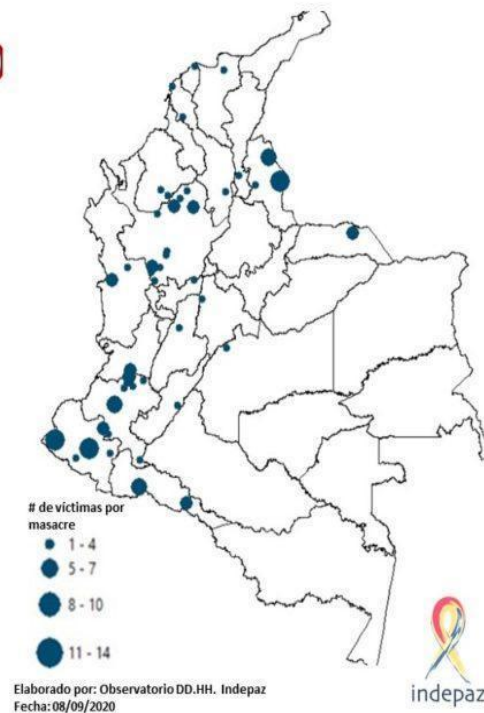 # de víctimas por
masacre
1 - 4
5 - 7
8 - 10
11 - 14
Elaborado por: Observatorio DD.HH. Indepaz
Fecha: 08/09/2020
indepaz